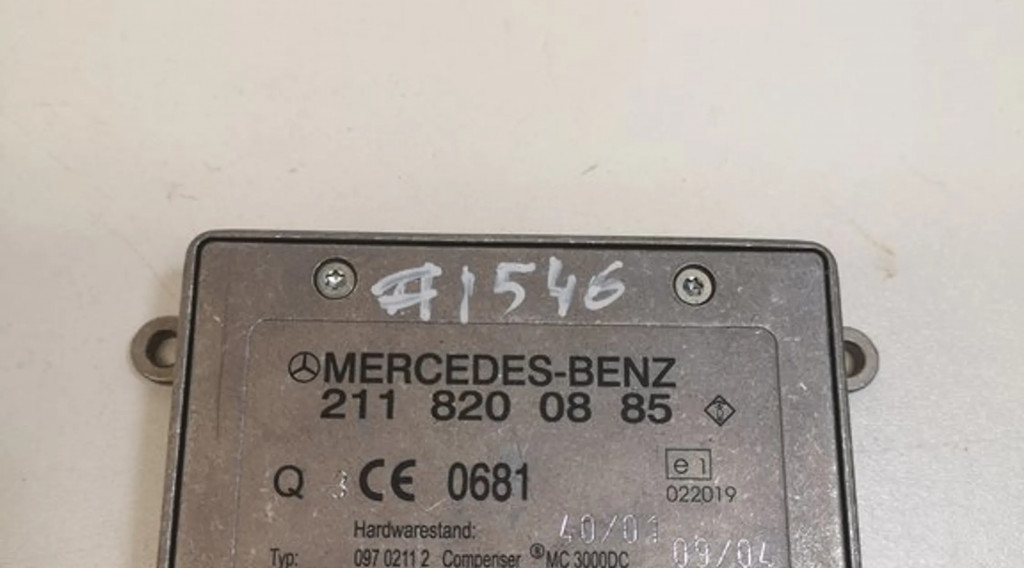 #1546
MERCEDES-BENZ
211 820 08 85
Q 3 CE 0681
e1
022019
Hardwarestand: 40/01
Typ: 097 0211 2 Compenser ®MC 3000DC 09/04